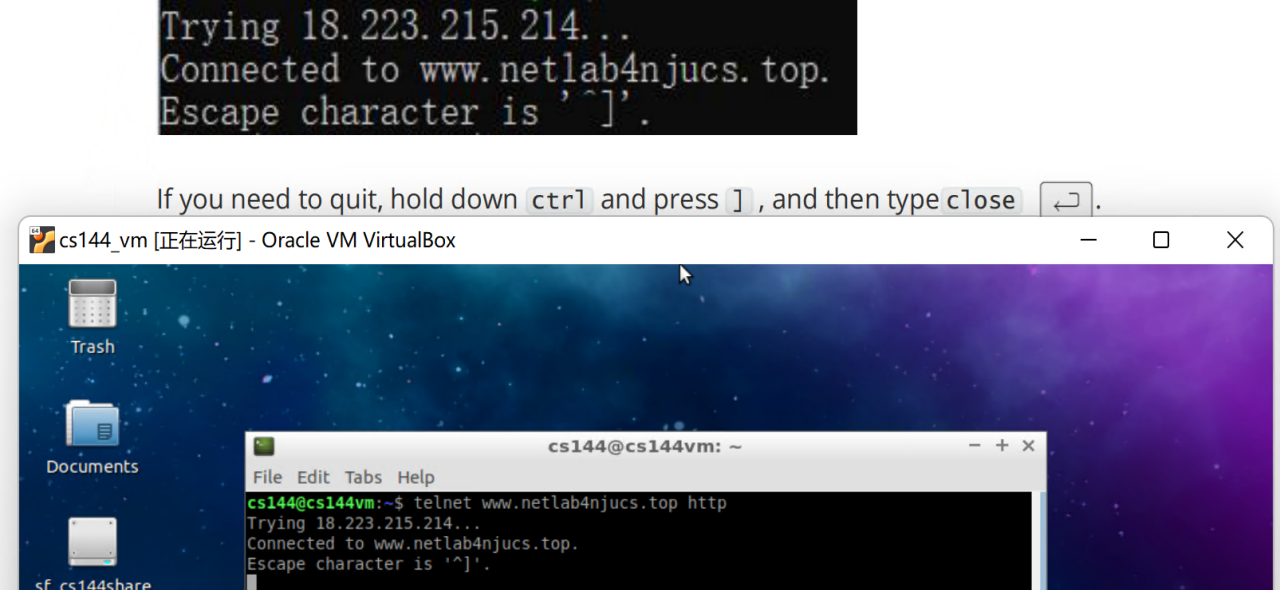 Trying 18.223.215.214...
Connected to www.netlab4njucs.top.
Escape character is '^]'.
If you need to quit, hold down ctrl and press ] , and then type close .
cs144_vm [正在运行] - Oracle VM VirtualBox
Trash
Documents
sf_cs144share
cs144@cs144vm: ~
File Edit Tabs Help
cs144@cs144vm:~$ telnet www.netlab4njucs.top http
Trying 18.223.215.214...
Connected to www.netlab4njucs.top.
Escape character is '^]'.